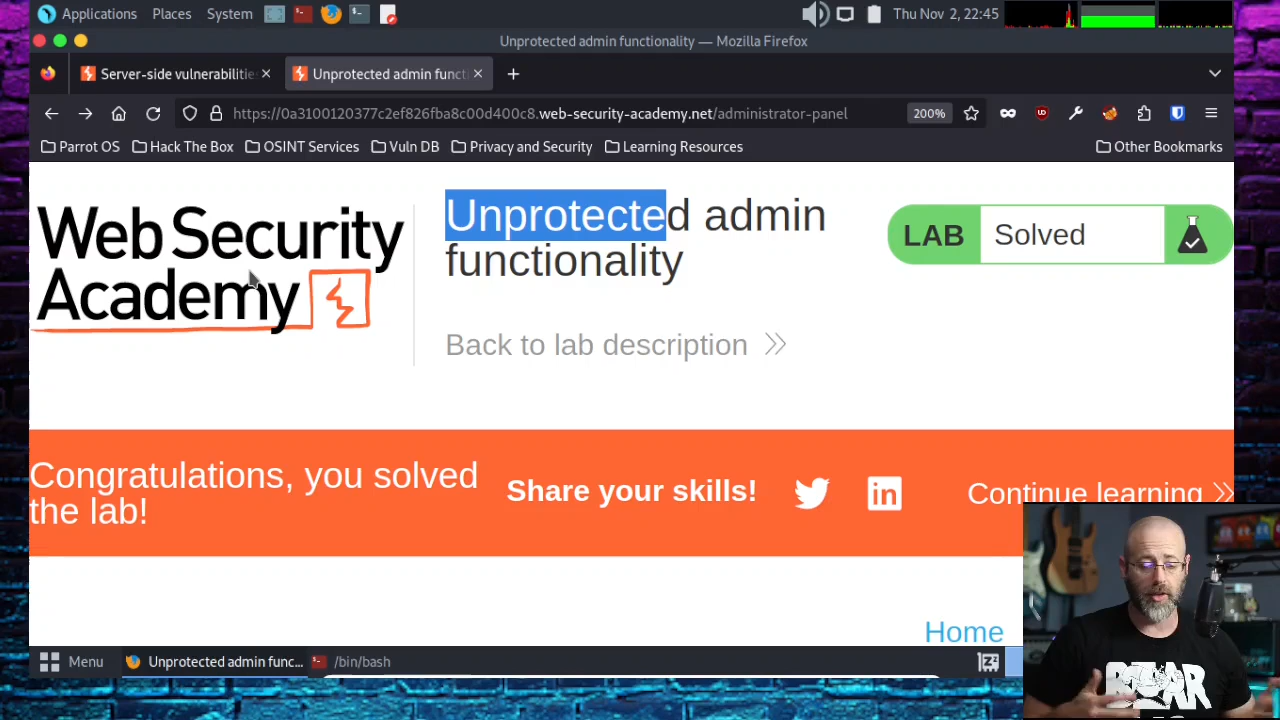 Applications Places System
Thu Nov 2, 22:45
Unprotected admin functionality — Mozilla Firefox
Server-side vulnerabilities
Unprotected admin funct
https://0a3100120377c2ef826fba8c00d400c8.web-security-academy.net/administrator-panel
200%
Parrot OS Hack The Box OSINT Services Vuln DB Privacy and Security Learning Resources Other Bookmarks
Web Security
Academy
Unprotected admin
functionality
LAB Solved
Back to lab description
Congratulations, you solved
the lab!
Share your skills!
in
Continue learning
Home
Menu Unprotected admin func... /bin/bash